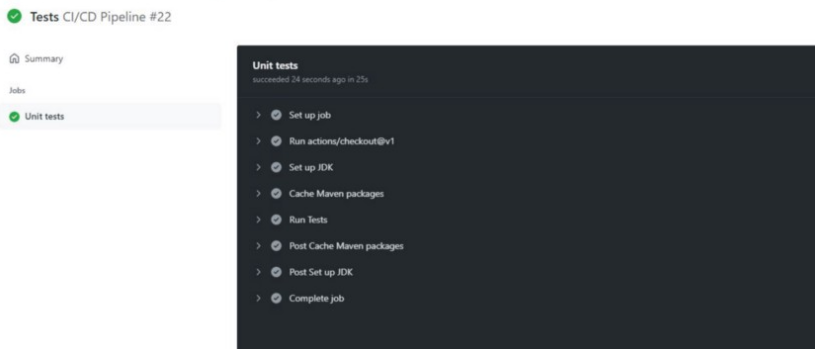 Tests CI/CD Pipeline #22
Summary
Jobs
Unit tests
Unit tests
succeeded 24 seconds ago in 25s
Set up job
Run actions/checkout@v1
Set up JDK
Cache Maven packages
Run Tests
Post Cache Maven packages
Post Set up JDK
Complete job